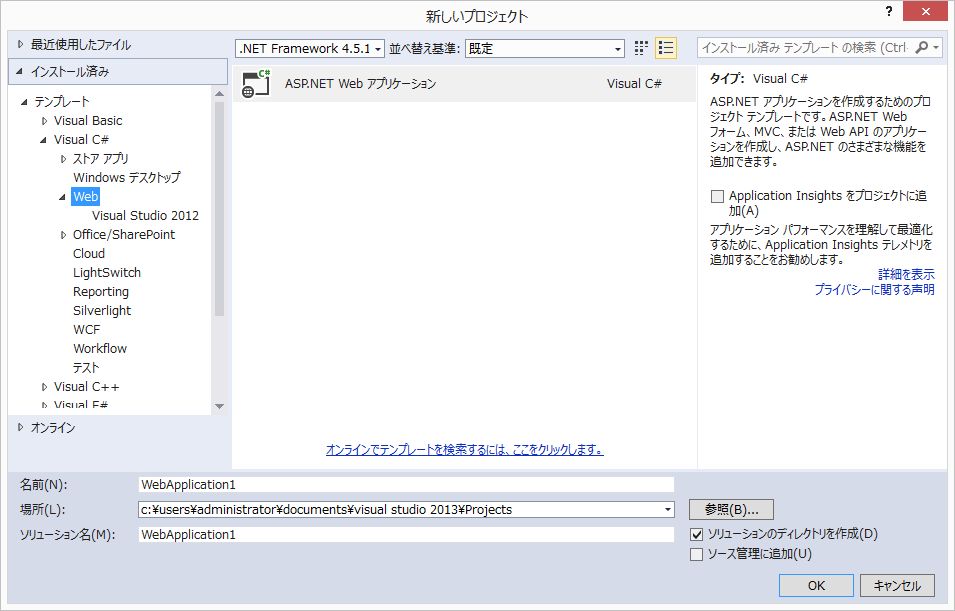 新しいプロジェクト
?
最近使用したファイル
インストール済み
テンプレート
Visual Basic
Visual C#
ストア アプリ
Windows デスクトップ
Web
Visual Studio 2012
Office/SharePoint
Cloud
LightSwitch
Reporting
Silverlight
WCF
Workflow
テスト
Visual C++
Visual F#
オンライン
.NET Framework 4.5.1 並べ替え基準: 既定
C# ASP.NET Web アプリケーション Visual C#
オンラインでテンプレートを検索するには、ここをクリックします。
インストール済み テンプレート の検索 (Ctrl-
タイプ: Visual C#
ASP.NET アプリケーションを作成するためのプロ
ジェクト テンプレートです。ASP.NET Web
フォーム、MVC、または Web API のアプリケー
ションを作成し、ASP.NET のさまざまな機能を
追加できます。
Application Insights をプロジェクトに追
加(A)
アプリケーション パフォーマンスを理解して最適化
するために、Application Insights テレメトリを
追加することをお勧めします。
詳細を表示
プライバシーに関する声明
名前(N): WebApplication1
場所(L): c:¥users¥administrator¥documents¥visual studio 2013¥Projects 参照(B)...
ソリューション名(M): WebApplication1 ソリューションのディレクトリを作成(D)
ソース管理に追加(U)
OK キャンセル